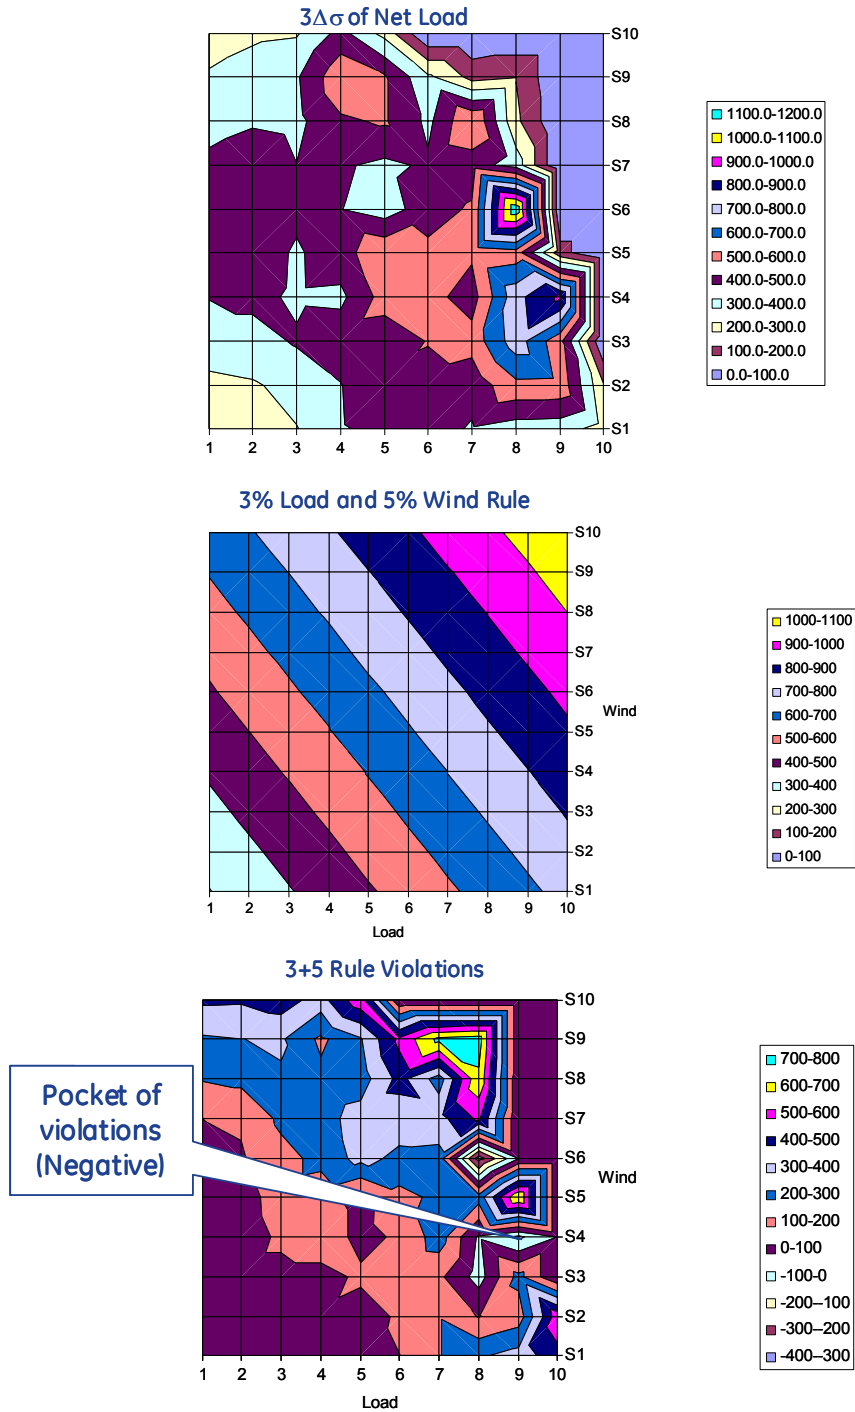 3Δσ of Net Load
S10
S9
S8
S7
S6
S5
S4
S3
S2
S1
1 2 3 4 5 6 7 8 9 10
1100.0-1200.0
1000.0-1100.0
900.0-1000.0
800.0-900.0
700.0-800.0
600.0-700.0
500.0-600.0
400.0-500.0
300.0-400.0
200.0-300.0
100.0-200.0
0.0-100.0
3% Load and 5% Wind Rule
S10
S9
S8
S7
S6
S5
S4
S3
S2
S1
Wind
1 2 3 4 5 6 7 8 9 10
Load
1000-1100
900-1000
800-900
700-800
600-700
500-600
400-500
300-400
200-300
100-200
0-100
3+5 Rule Violations
S10
S9
S8
S7
S6
S5
S4
S3
S2
S1
Wind
1 2 3 4 5 6 7 8 9 10
Load
Pocket of
violations
(Negative)
700-800
600-700
500-600
400-500
300-400
200-300
100-200
0-100
-100-0
-200--100
-300--200
-400--300